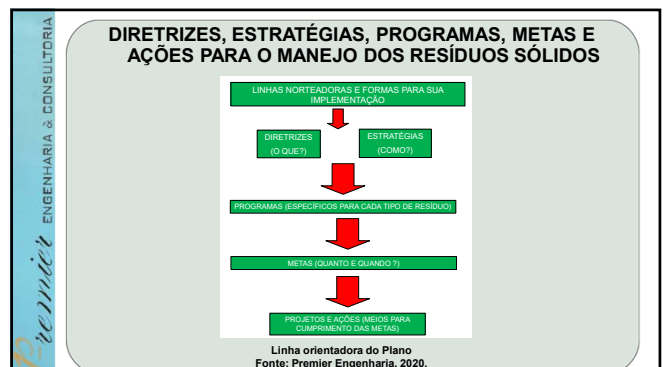 DIRETRIZES, ESTRATÉGIAS, PROGRAMAS, METAS E
AÇÕES PARA O MANEJO DOS RESÍDUOS SÓLIDOS
LINHAS NORTEADORAS E FORMAS PARA SUA
IMPLEMENTAÇÃO
DIRETRIZES
(O QUE?)
ESTRATÉGIAS
(COMO?)
PROGRAMAS (ESPECÍFICOS PARA CADA TIPO DE RESÍDUO)
METAS (QUANTO E QUANDO ?)
PROJETOS E AÇÕES (MEIOS PARA
CUMPRIMENTO DAS METAS)
Linha orientadora do Plano
Fonte: Premier Engenharia, 2020.
Premier ENGENHARIA & CONSULTORIA